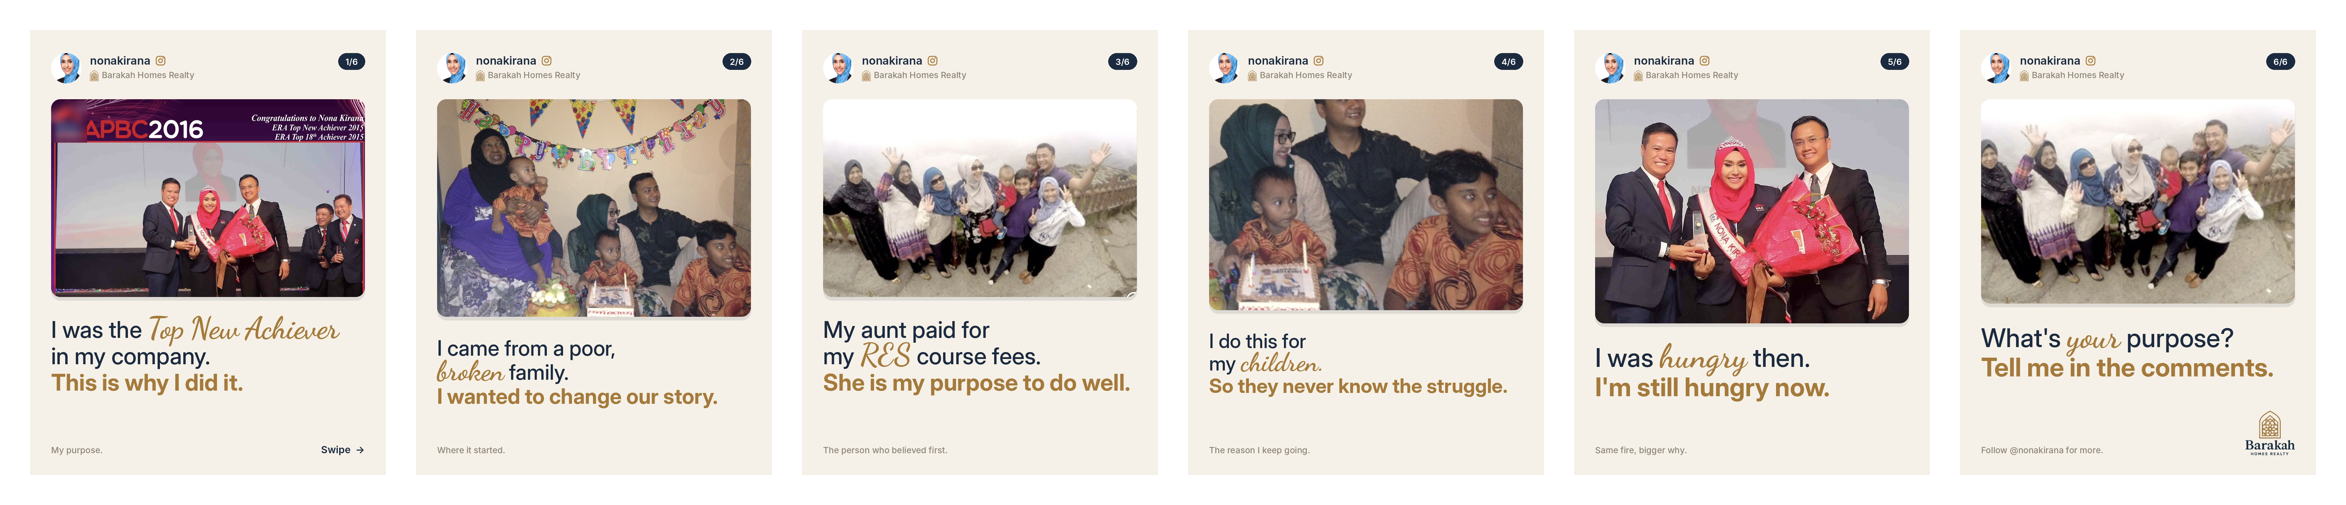 nonakirana
Barakah Homes Realty
1/6
APBC2016
Congratulations to Nona Kirana
ERA Top New Achiever 2015
ERA Top 18th Achiever 2015
I was the Top New Achiever
in my company.
This is why I did it.
My purpose.
Swipe →
nonakirana
Barakah Homes Realty
2/6
I came from a poor,
broken family.
I wanted to change our story.
Where it started.
nonakirana
Barakah Homes Realty
3/6
My aunt paid for
my RES course fees.
She is my purpose to do well.
The person who believed first.
nonakirana
Barakah Homes Realty
4/6
I do this for
my children.
So they never know the struggle.
The reason I keep going.
nonakirana
Barakah Homes Realty
5/6
I was hungry then.
I'm still hungry now.
Same fire, bigger why.
nonakirana
Barakah Homes Realty
6/6
What's your purpose?
Tell me in the comments.
Follow @nonakirana for more.
Barakah
HOMES REALTY